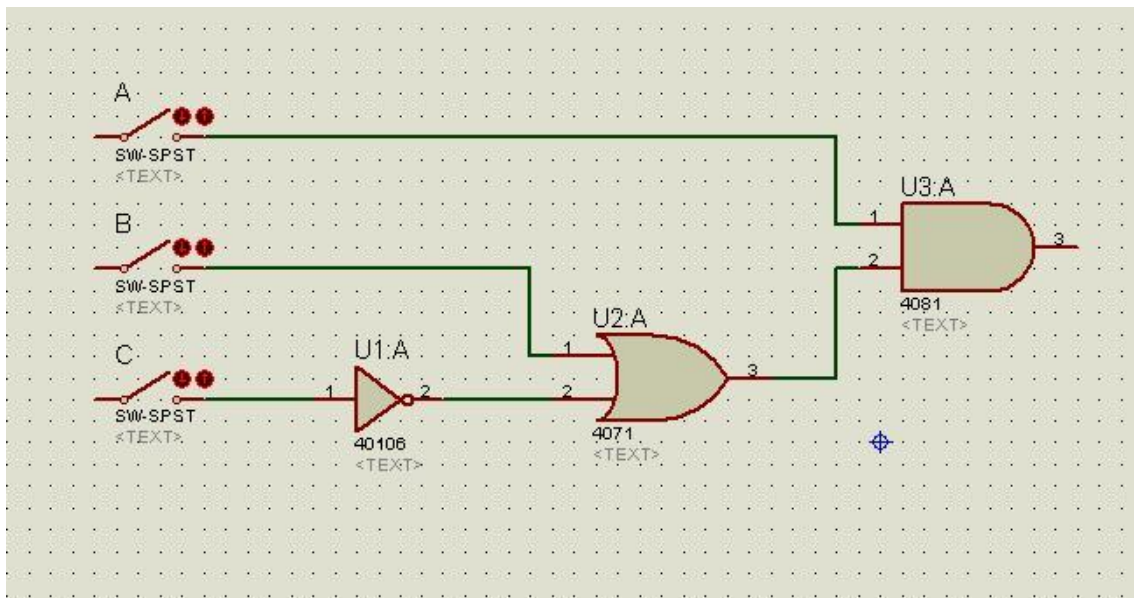 A
SW-SPST
<TEXT>
B
SW-SPST
<TEXT>
C
SW-SPST
<TEXT>
U1:A
1
2
40106
<TEXT>
U2:A
1
2
3
4071
<TEXT>
U3:A
1
2
3
4081
<TEXT>